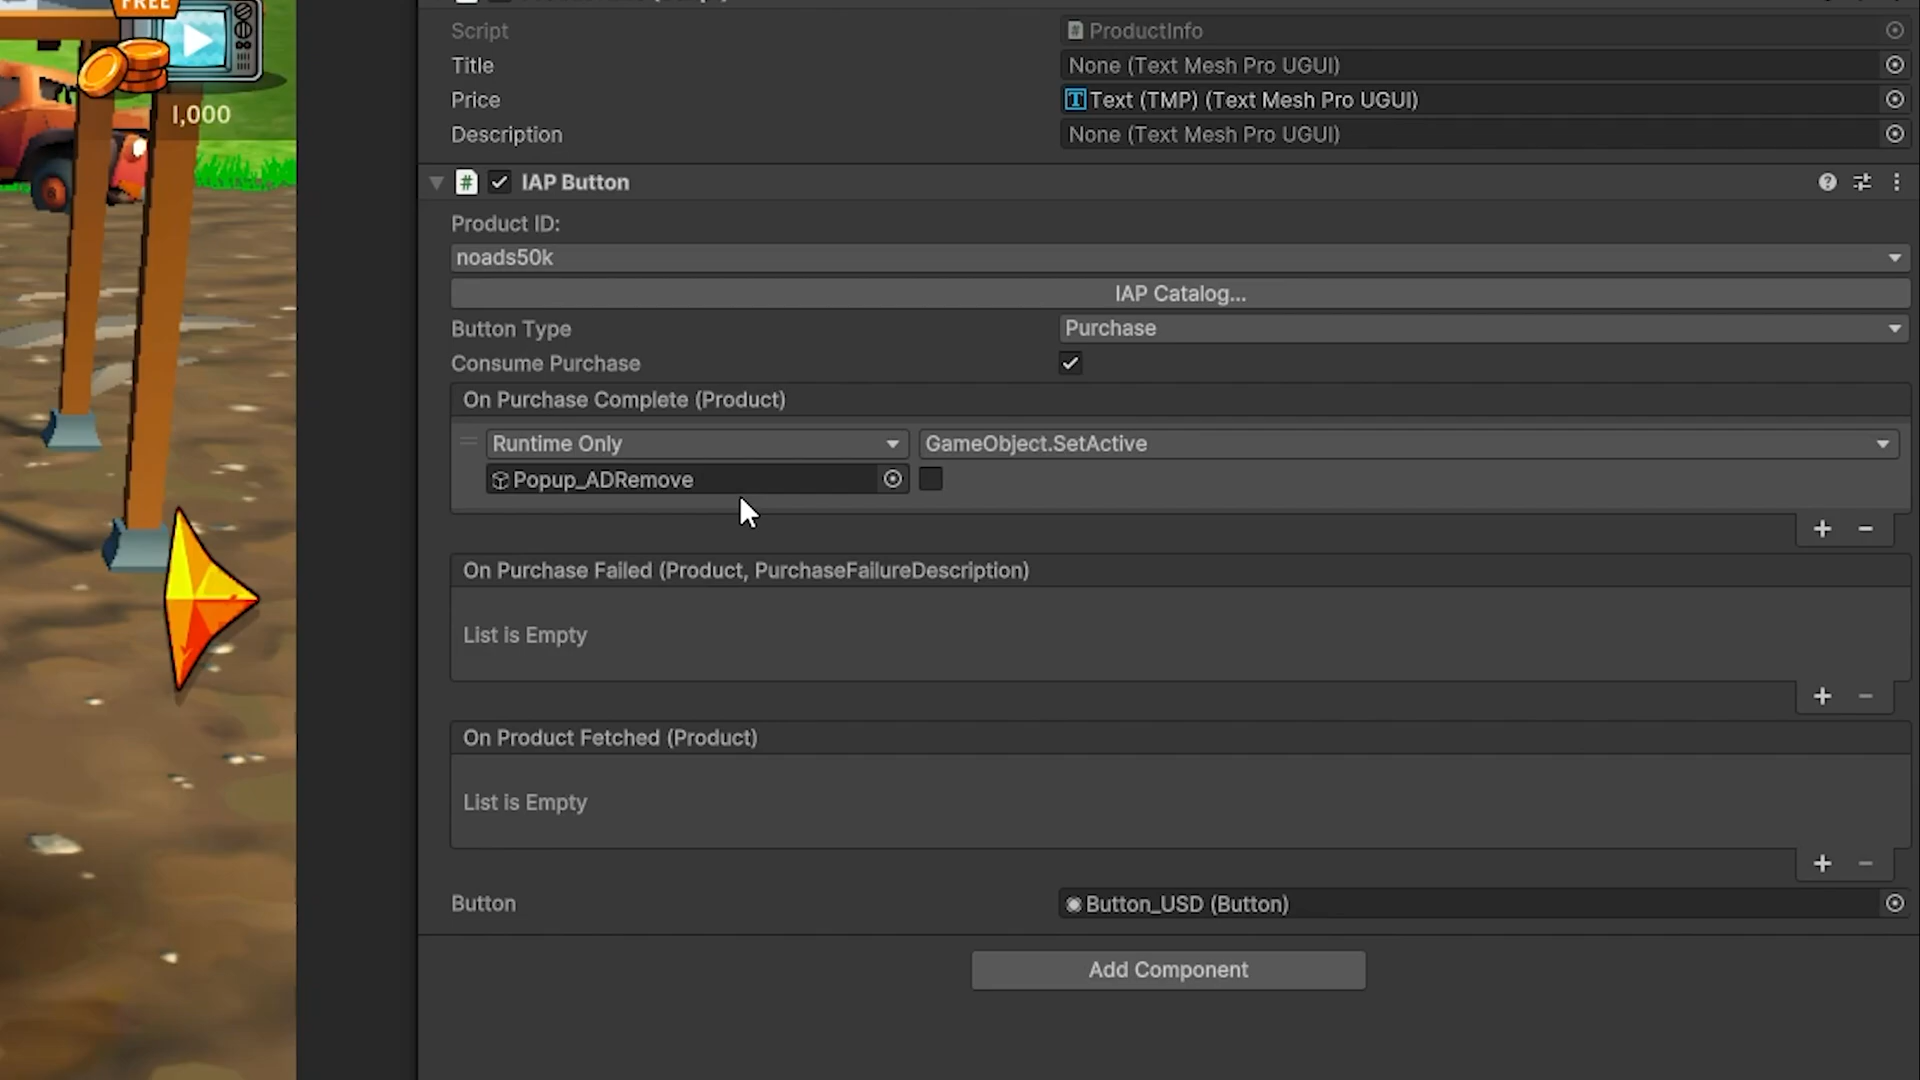 FREE
1,000
Script
ProductInfo
Title
None (Text Mesh Pro UGUI)
Price
Text (TMP) (Text Mesh Pro UGUI)
Description
None (Text Mesh Pro UGUI)
# IAP Button
Product ID:
noads50k
IAP Catalog...
Button Type
Purchase
Consume Purchase
On Purchase Complete (Product)
Runtime Only
GameObject.SetActive
Popup_ADRemove
On Purchase Failed (Product, PurchaseFailureDescription)
List is Empty
On Product Fetched (Product)
List is Empty
Button
Button_USD (Button)
Add Component